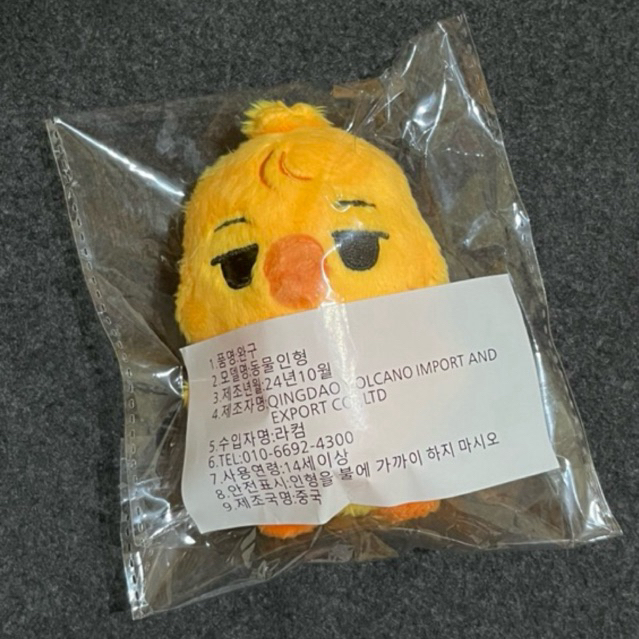 1.품명:완구
2.모델명:동물인형
3.제조년월:24년10월
4.제조자명:QINGDAO VOLCANO IMPORT AND
EXPORT CO. LTD
5.수입자명:라컴
6.TEL:010-6692-4300
7.사용연령:14세이상
8.안전표시:인형을 불에 가까이 하지 마시오
9.제조국명:중국